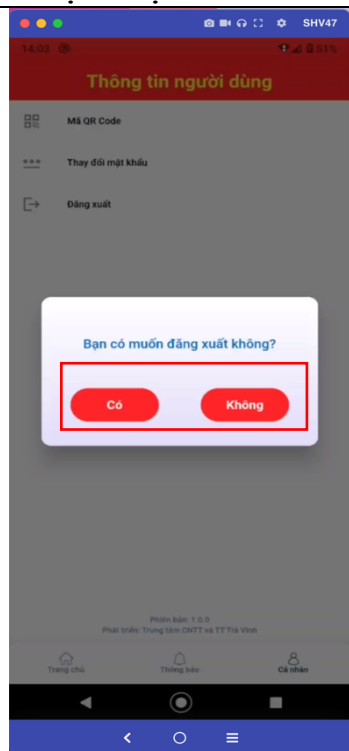 SHV47
14:03 51%
Thông tin người dùng
Mã QR Code
Thay đổi mật khẩu
Đăng xuất
Bạn có muốn đăng xuất không?
Có Không
Phiên bản: 1.0.0
Phát triển: Trung tâm CNTT và TT Trà Vinh
Trang chủ Thông báo Cá nhân